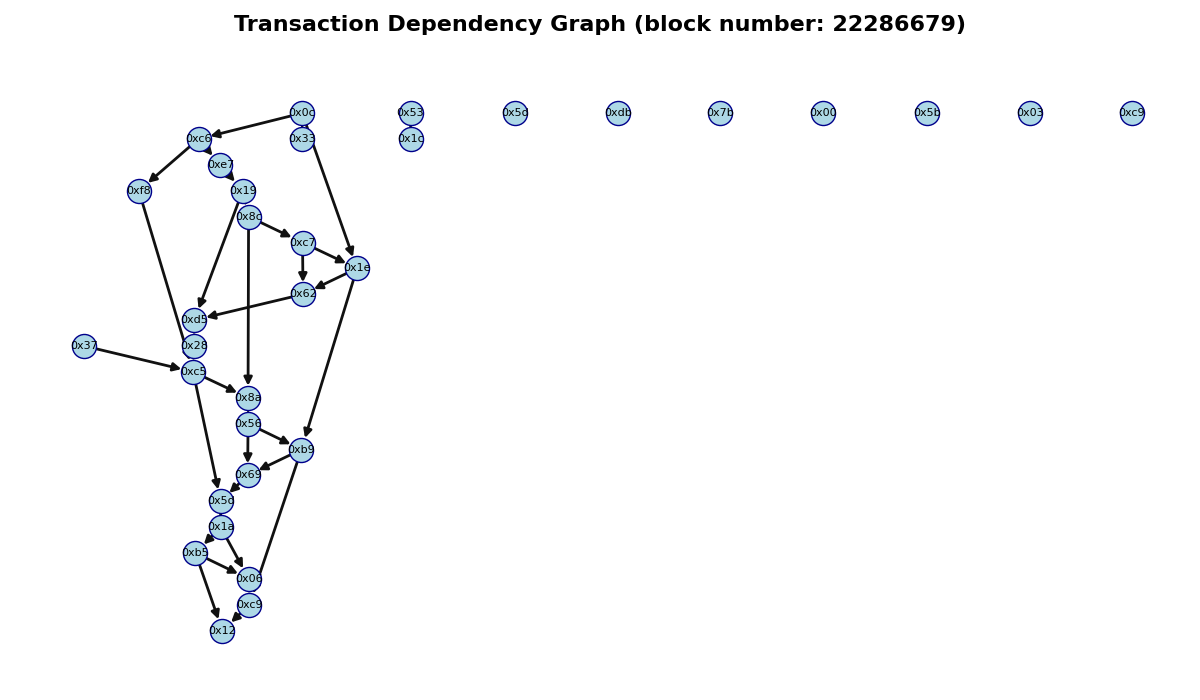 Transaction Dependency Graph (block number: 22286679)
0x0c 0x53 0x5d 0xdb 0x7b 0x00 0x5b 0x03 0xc9
0xc6 0x33 0x1c
0xe7
0xf8 0x19
0x8c
0xc7
0x1e
0x62
0xd5
0x37 0x28
0xc5
0x8a
0x56
0xb9
0x69
0x5c
0x1a
0xb5
0x06
0xc9
0x12